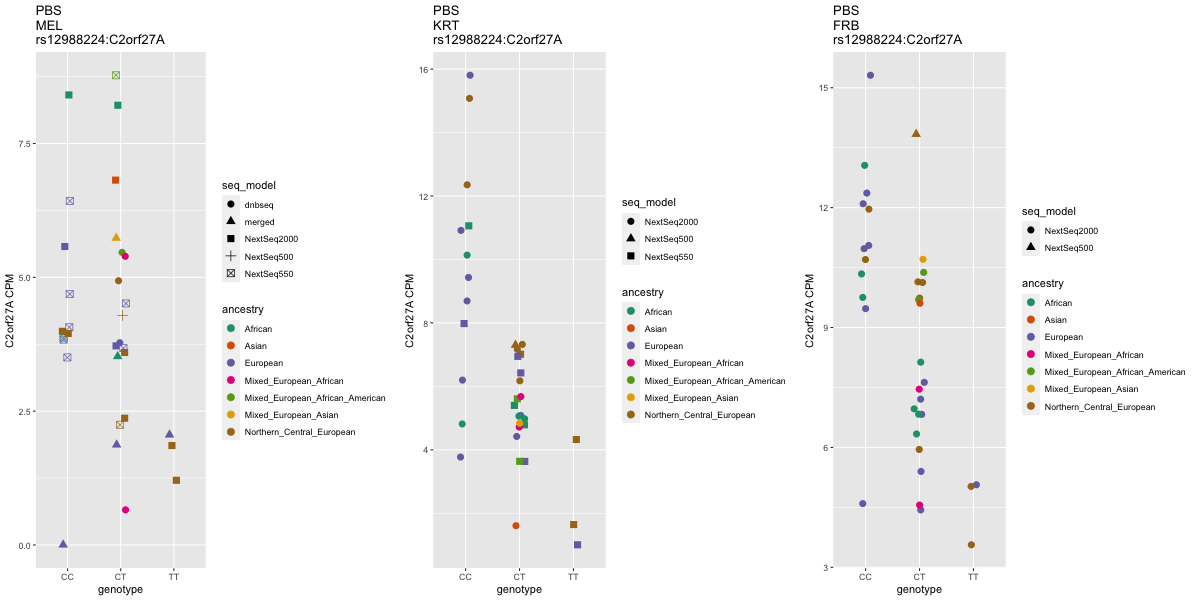 PBS
MEL
rs12988224:C2orf27A
C2orf27A CPM
7.5
5.0
2.5
0.0
CC
CT
TT
genotype
seq_model
dnbseq
merged
NextSeq2000
NextSeq500
NextSeq550
ancestry
African
Asian
European
Mixed_European_African
Mixed_European_African_American
Mixed_European_Asian
Northern_Central_European
PBS
KRT
rs12988224:C2orf27A
C2orf27A CPM
16
12
8
4
CC
CT
TT
genotype
seq_model
NextSeq2000
NextSeq500
NextSeq550
ancestry
African
Asian
European
Mixed_European_African
Mixed_European_African_American
Mixed_European_Asian
Northern_Central_European
PBS
FRB
rs12988224:C2orf27A
C2orf27A CPM
15
12
9
6
3
CC
CT
TT
genotype
seq_model
NextSeq2000
NextSeq500
ancestry
African
Asian
European
Mixed_European_African
Mixed_European_African_American
Mixed_European_Asian
Northern_Central_European